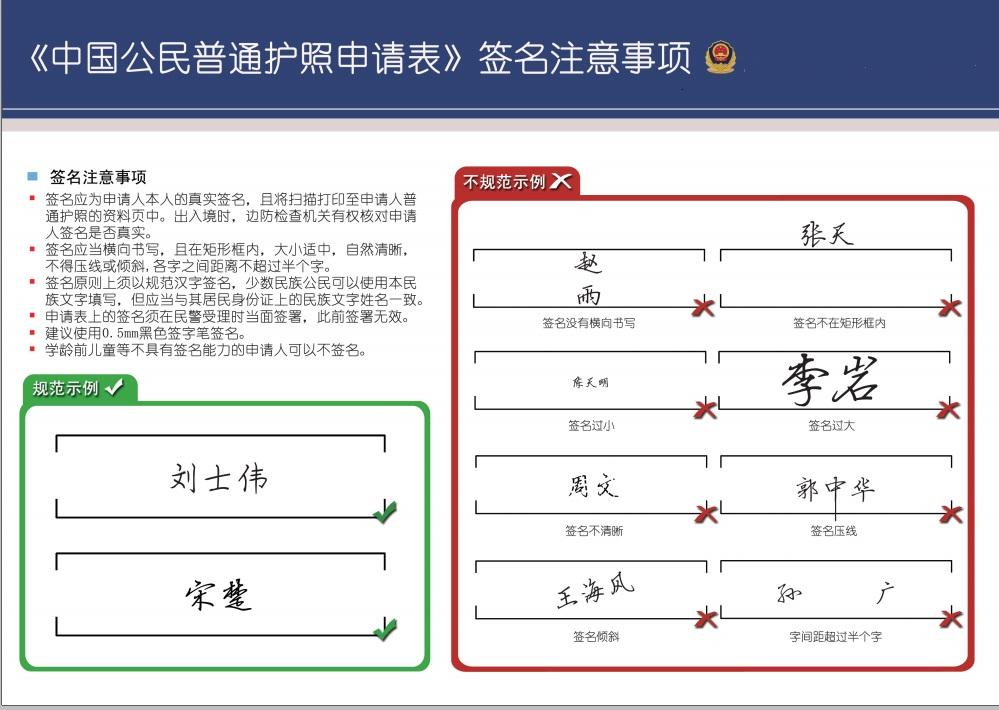 《中国公民普通护照申请表》签名注意事项
签名注意事项
签名应为申请人本人的真实签名，且将扫描打印至申请人普
通护照的资料页中。出入境时，边防检查机关有权核对申请
人签名是否真实。
签名应当横向书写，且在矩形框内，大小适中，自然清晰，
不得压线或倾斜,各字之间距离不超过半个字。
签名原则上须以规范汉字签名，少数民族公民可以使用本民
族文字填写，但应当与其居民身份证上的民族文字姓名一致。
申请表上的签名须在民警受理时当面签署，此前签署无效。
建议使用0.5mm黑色签字笔签名。
学龄前儿童等不具有签名能力的申请人可以不签名。
规范示例
刘士伟
宋楚
不规范示例
赵
雨
签名没有横向书写
张天
签名不在矩形框内
陈天明
签名过小
李岩
签名过大
周文
签名不清晰
郭中华
签名压线
王海风
签名倾斜
孙 广
字间距超过半个字